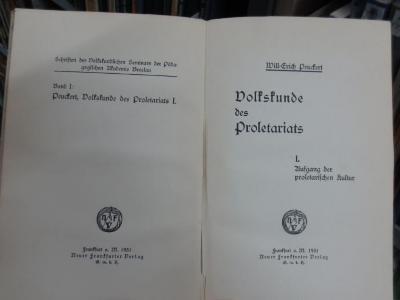 Schriften des Volkskundlichen Seminars der Päda-
gogischen Akademie Breslau
Band I:
Peuckert, Volkskunde des Proletariats I.
Frankfurt a. M. 1931
Neuer Frankfurter Verlag
G. m. b. H.
Will-Erich Peuckert
Volkskunde
des
Proletariats
I.
Aufgang der
proletarischen Kultur
Frankfurt a. M. 1931
Neuer Frankfurter Verlag
G. m. b. H.